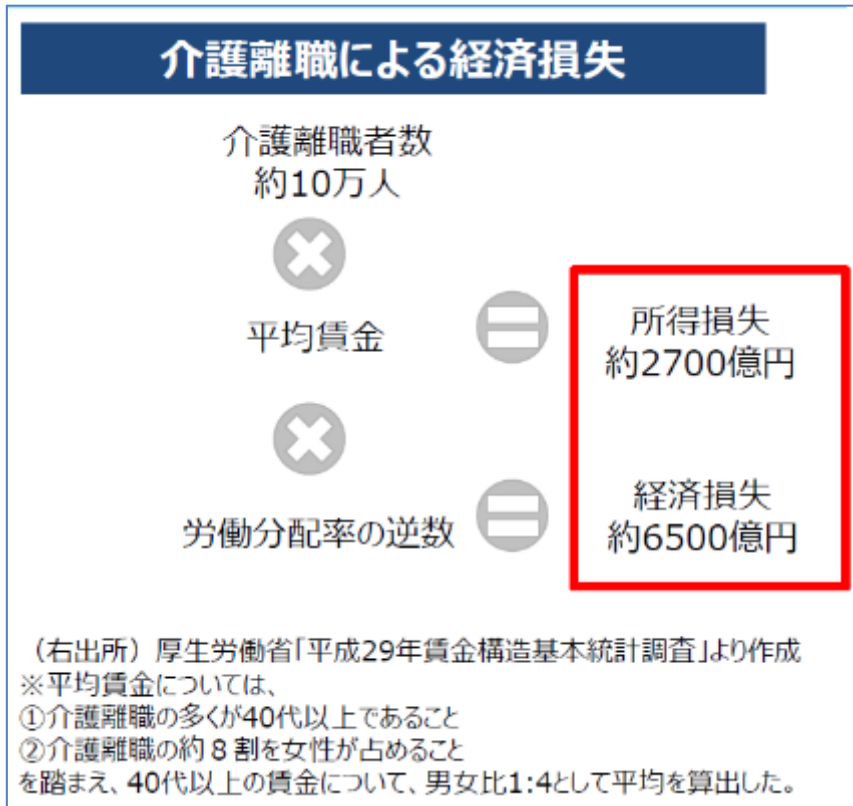 介護離職による経済損失
介護離職者数
約10万人
平均賃金
所得損失
約2700億円
労働分配率の逆数
経済損失
約6500億円
（右出所）厚生労働省「平成29年賃金構造基本統計調査」より作成
※平均賃金については、
①介護離職の多くが40代以上であること
②介護離職の約８割を女性が占めること
を踏まえ、40代以上の賃金について、男女比1:4として平均を算出した。